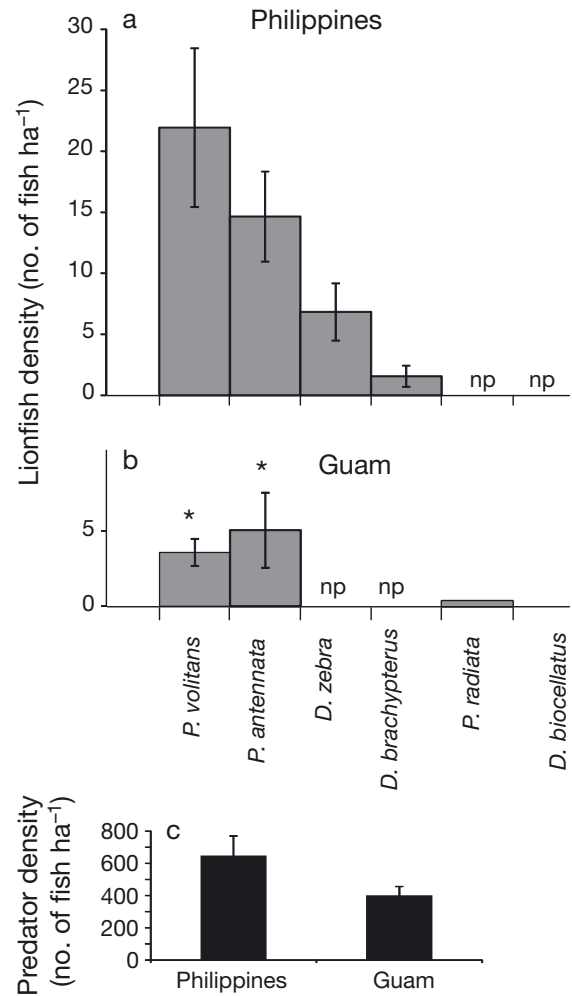 a Philippines
Lionfish density (no. of fish ha⁻¹)
30
25
20
15
10
5
0
np np
b Guam
* *
5
0
np np
P. volitans
P. antennata
D. zebra
D. brachypterus
P. radiata
D. biocellatus
Predator density
(no. of fish ha⁻¹)
c
800
600
400
200
0
Philippines Guam